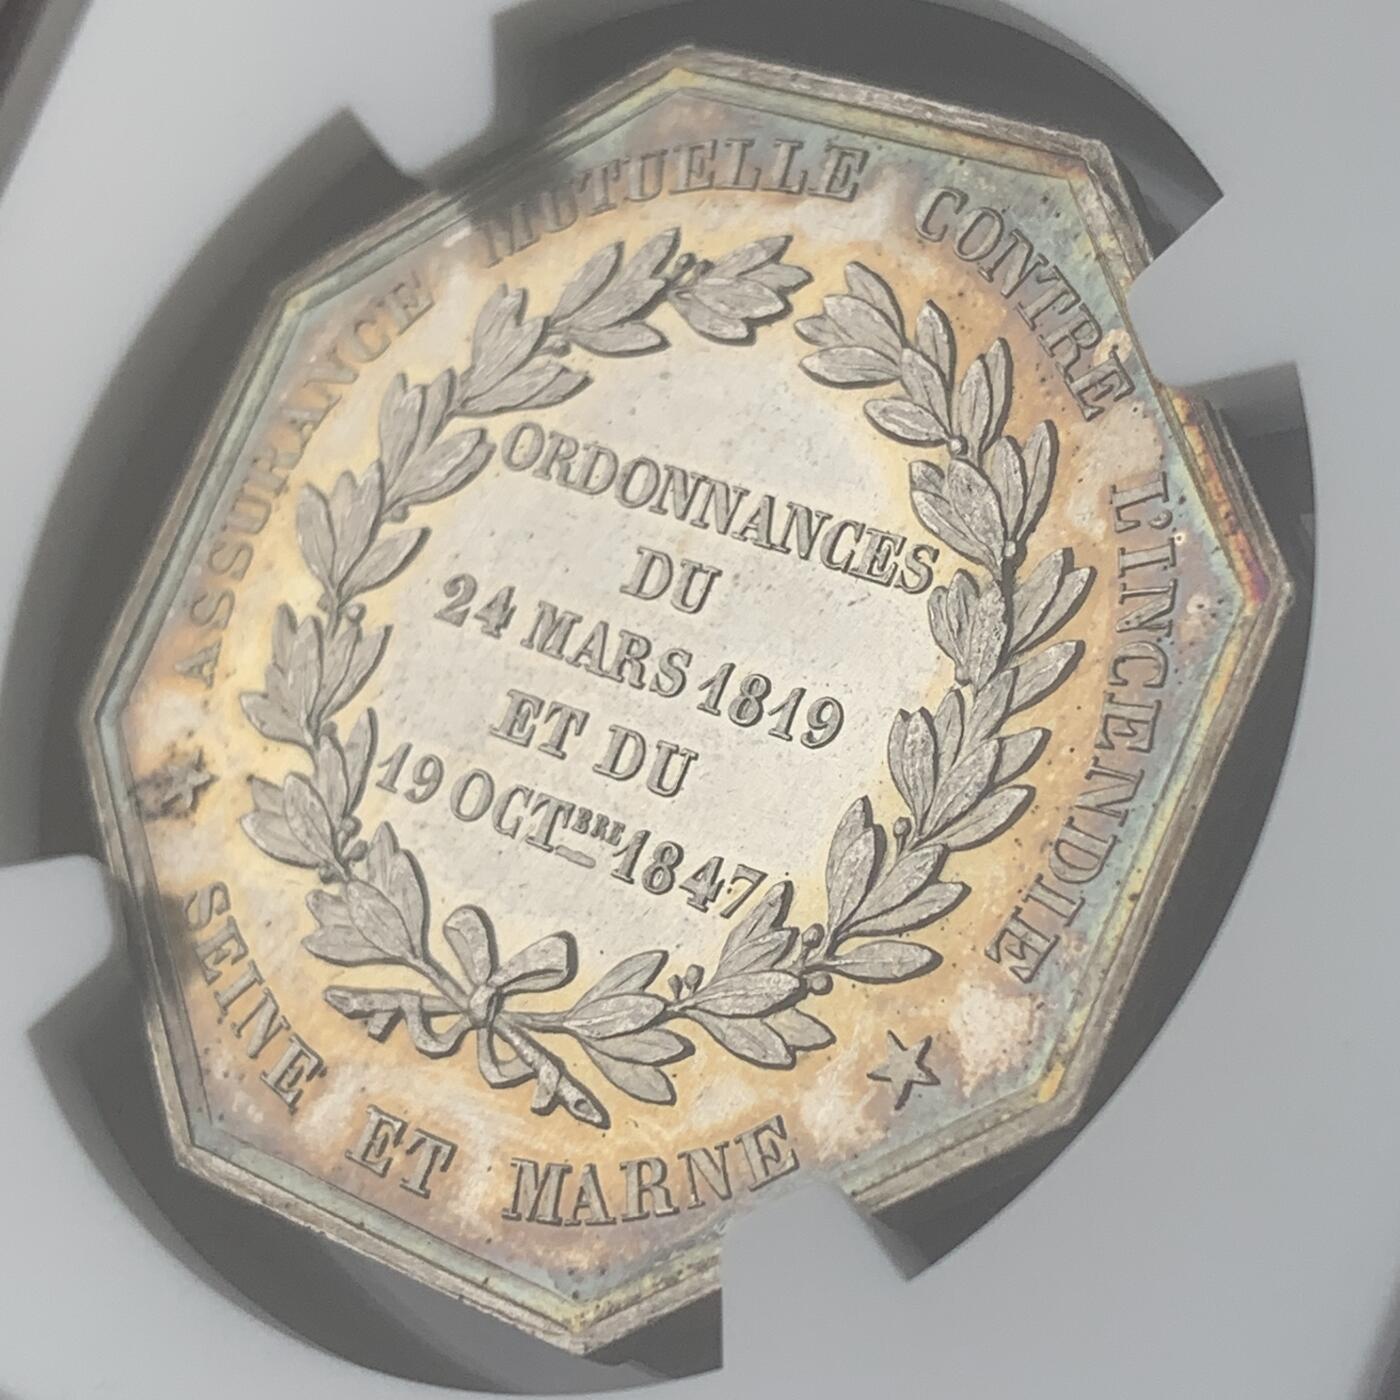 ASSURANCE MUTUELLE CONTRE L'INCENDIE
ORDONNANCES
DU
24 MARS 1819
ET DU
19 OCTBRE 1847
SEINE ET MARNE